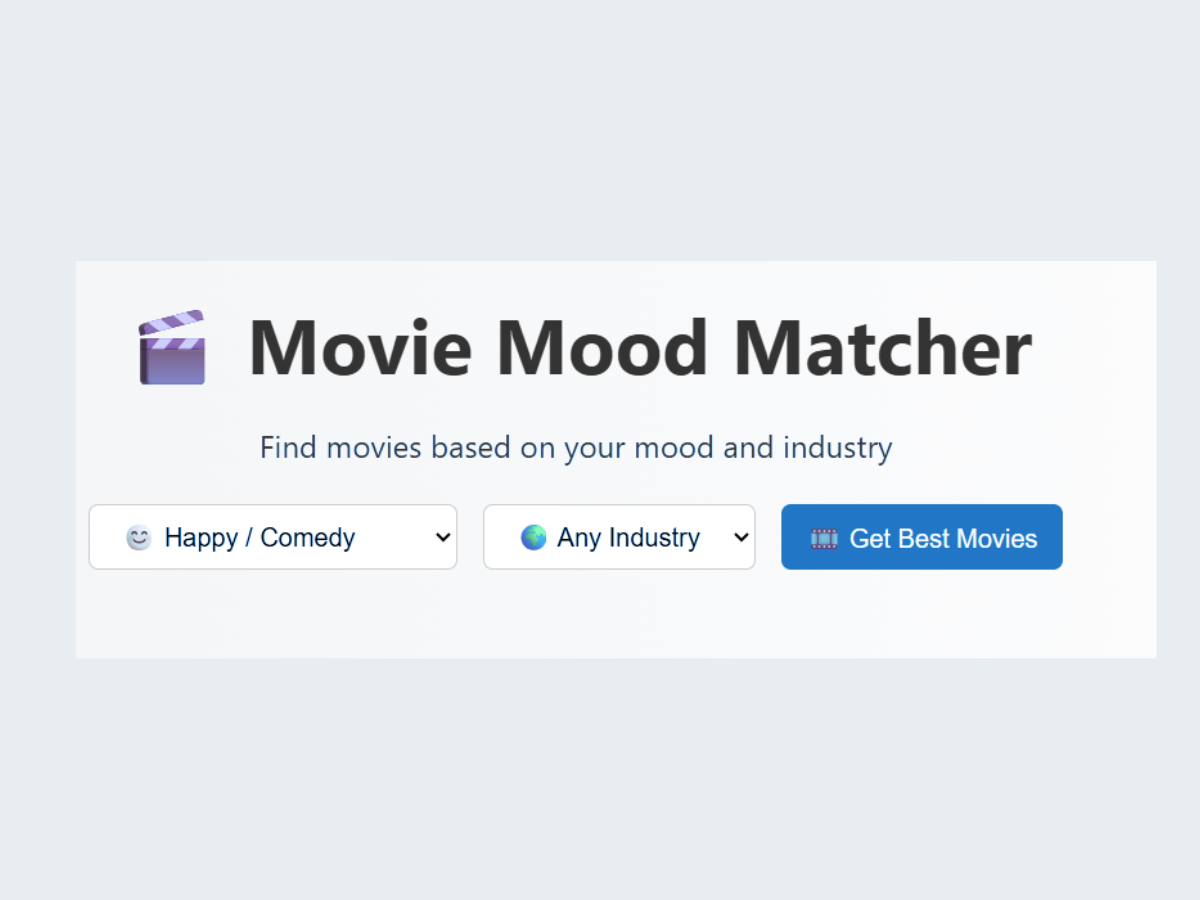 Movie Mood Matcher
Find movies based on your mood and industry
Happy / Comedy
Any Industry
Get Best Movies